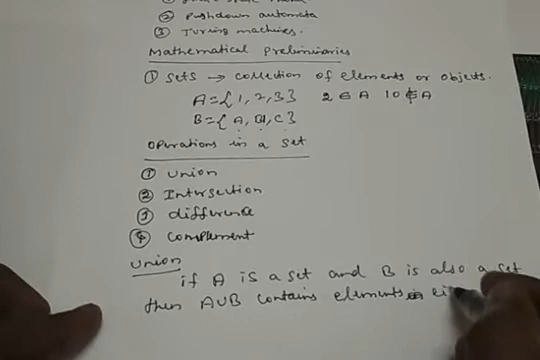 ② Pushdown automata
③ Turing machines.
Mathematical Preliminaries
① Sets → collection of elements or objects.
A={1,2,3} 2 ∈ A 10 ∉ A
B={A, B, C}
Operations in a set
① Union
② Intersection
③ difference
④ Complement
Union
if A is a set and B is also a set
then AUB contains elements ei